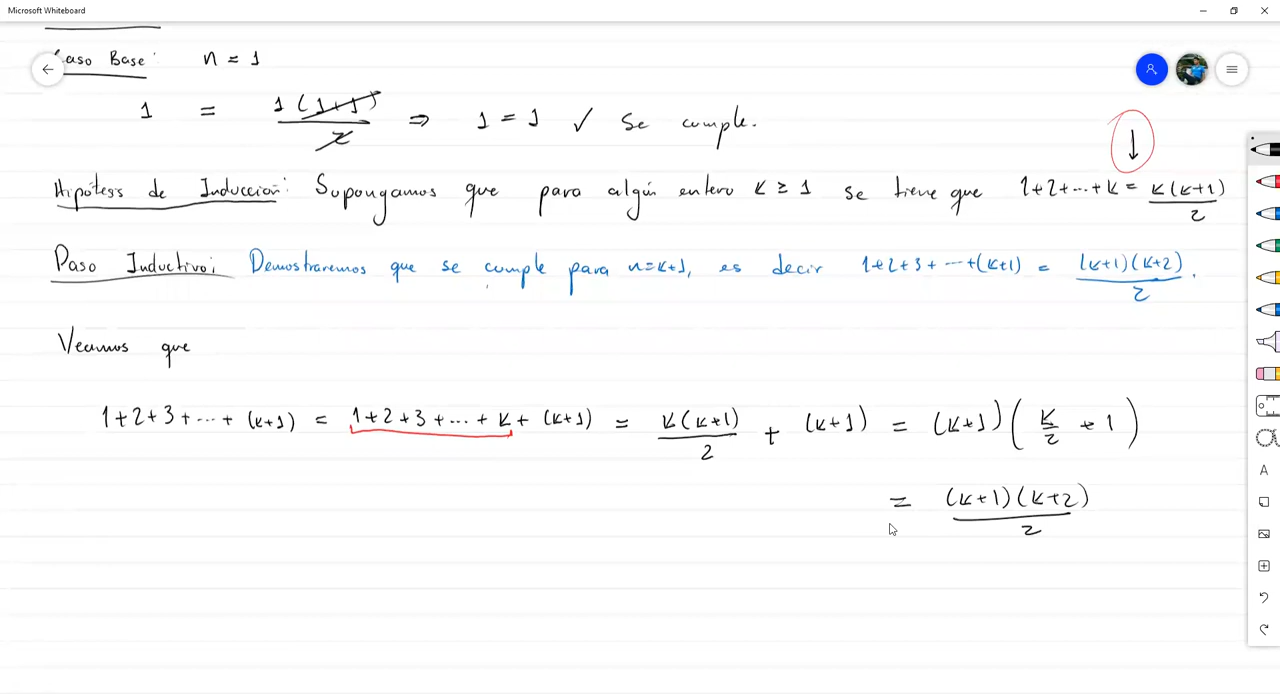 Microsoft Whiteboard
Caso Base: n = 1
1 = 1(1+1)/2 ⇒ 1 = 1 ✓ Se cumple.
Hipótesis de Inducción: Supongamos que para algún entero K ≥ 1 se tiene que 1+2+...+K = K(K+1)/2
Paso Inductivo: Demostraremos que se cumple para n=K+1, es decir 1+2+3+...+(K+1) = (K+1)(K+2)/2.
Veamos que
1+2+3+...+(K+1) = 1+2+3+...+K+(K+1) = K(K+1)/2 + (K+1) = (K+1)(K/2 + 1)
= (K+1)(K+2)/2
A